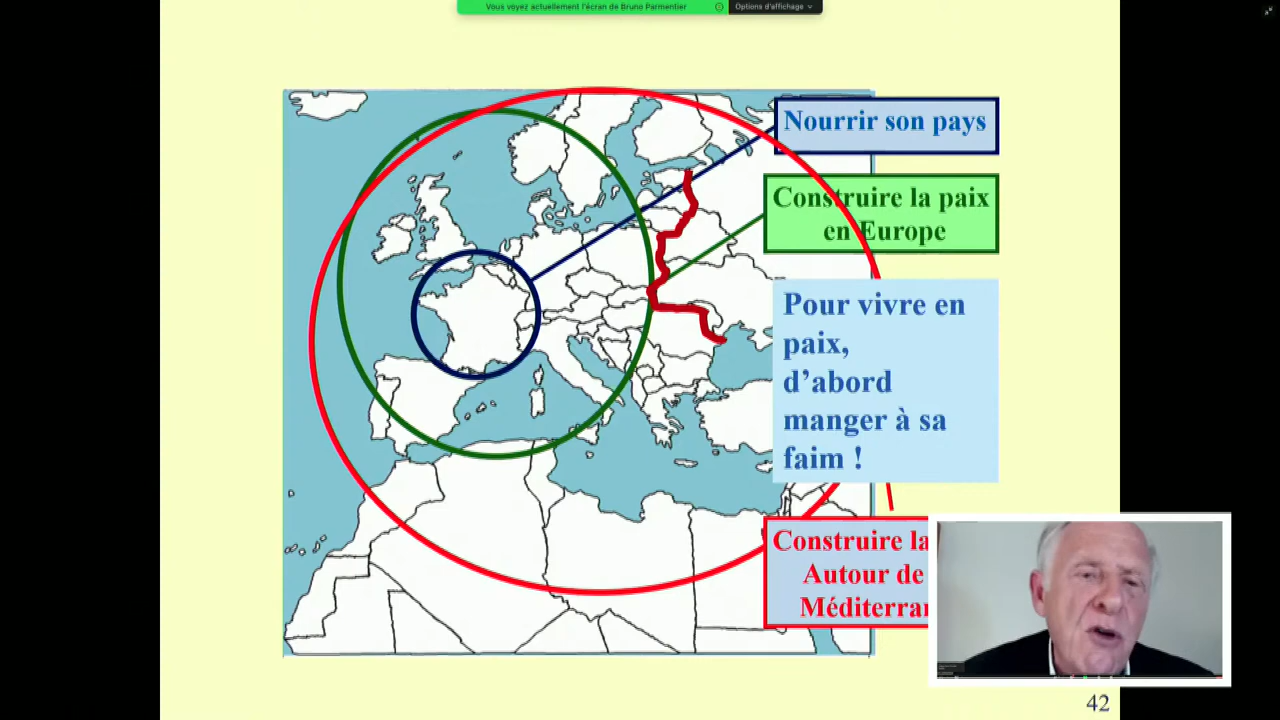 Vous voyez actuellement l'écran de Bruno Parmentier
Options d'affichage
Nourrir son pays
Construire la paix
en Europe
Pour vivre en
paix,
d'abord
manger à sa
faim !
Construire la
Autour de
42